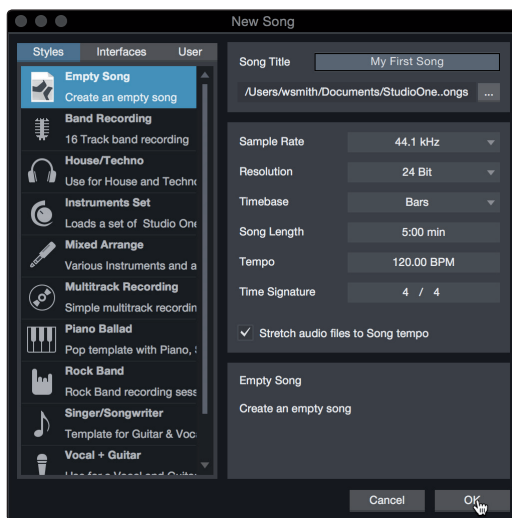 New Song
Styles Interfaces User
Empty Song
Create an empty song
Band Recording
16 Track band recording
House/Techno
Use for House and Techno
Instruments Set
Loads a set of Studio One
Mixed Arrange
Various Instruments and a
Multitrack Recording
Simple multitrack recordin
Piano Ballad
Pop template with Piano,
Rock Band
Rock Band recording sess
Singer/Songwriter
Template for Guitar & Voc
Vocal + Guitar
Use for a Vocal and Guitar
Song Title My First Song
/Users/wsmith/Documents/StudioOne..ongs ...
Sample Rate 44.1 kHz
Resolution 24 Bit
Timebase Bars
Song Length 5:00 min
Tempo 120.00 BPM
Time Signature 4 / 4
Stretch audio files to Song tempo
Empty Song
Create an empty song
Cancel OK